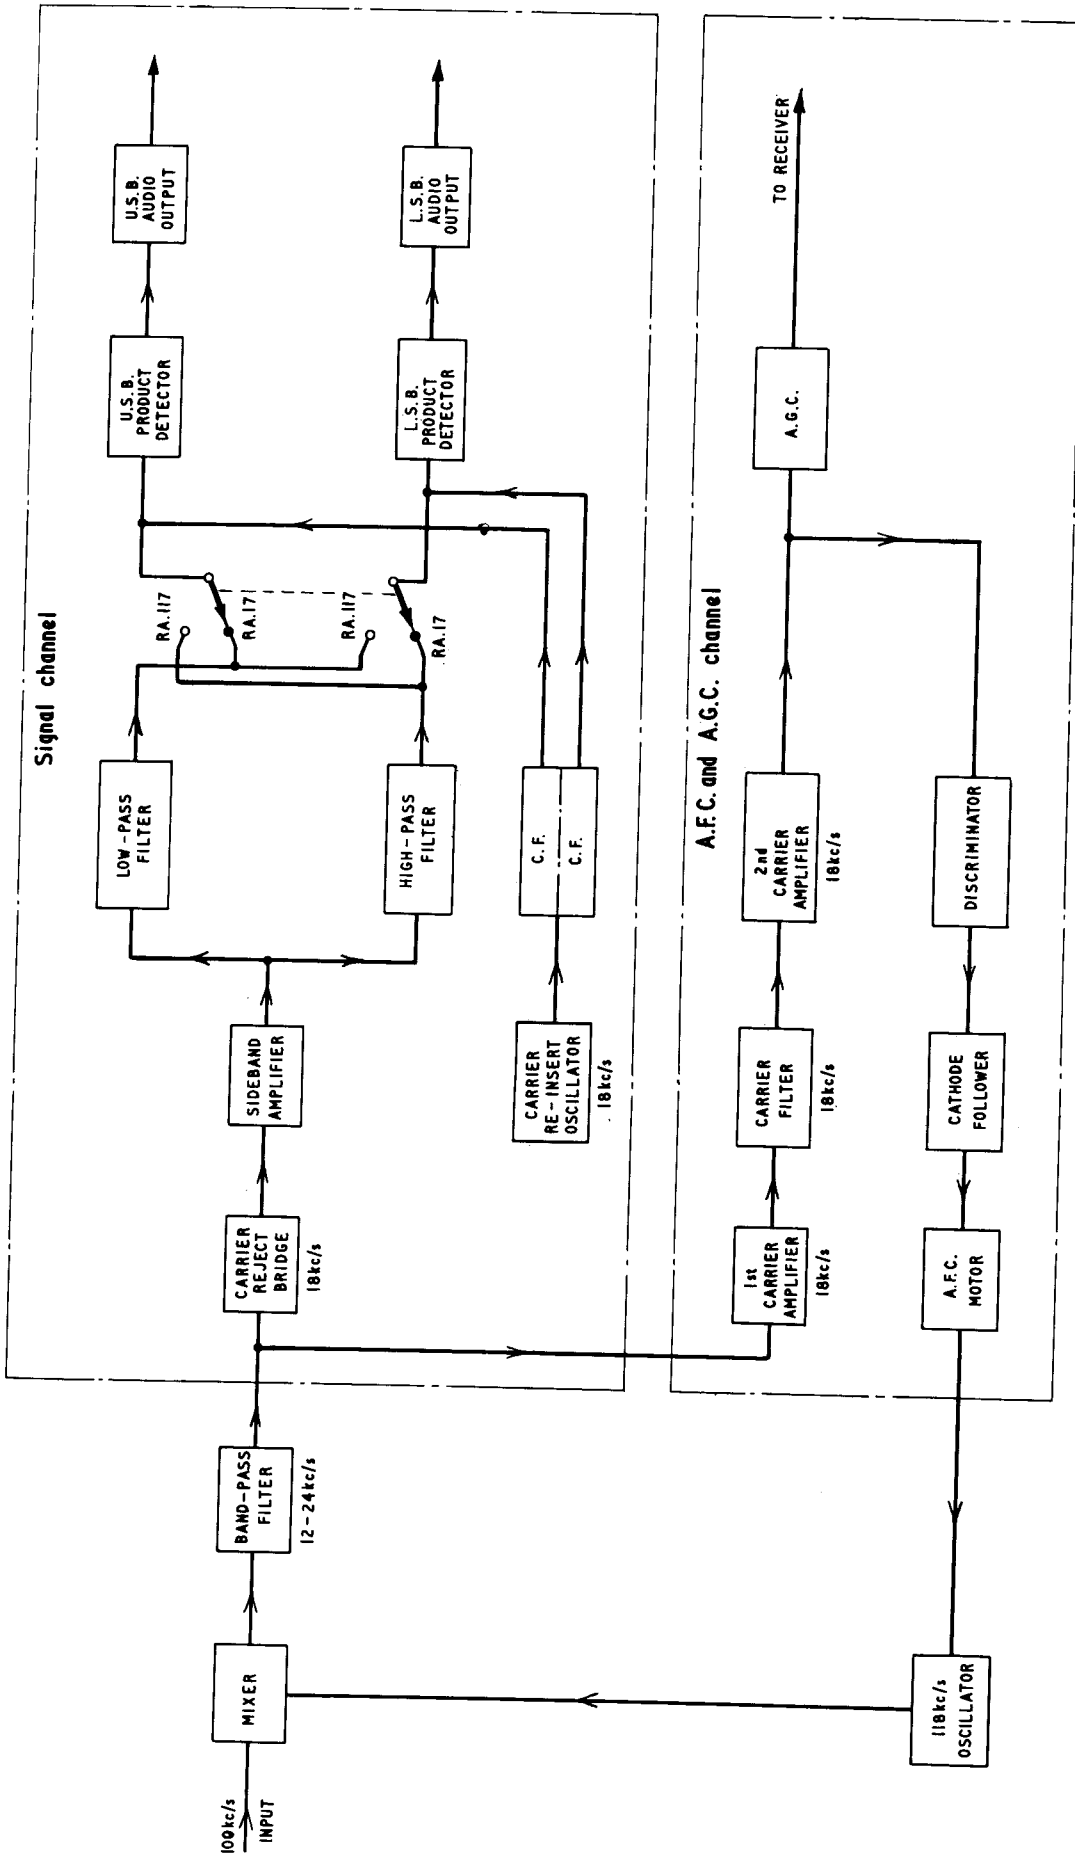 Signal channel
100kc/s
INPUT
MIXER
BAND-PASS
FILTER
12-24kc/s
CARRIER
REJECT
BRIDGE
18kc/s
SIDEBAND
AMPLIFIER
LOW-PASS
FILTER
HIGH-PASS
FILTER
RA.117
RA.17
RA.117
RA.17
U.S.B.
PRODUCT
DETECTOR
U.S.B.
AUDIO
OUTPUT
L.S.B.
PRODUCT
DETECTOR
L.S.B.
AUDIO
OUTPUT
CARRIER
RE-INSERT
OSCILLATOR
18kc/s
C.F.
C.F.
A.F.C. and A.G.C. channel
1st
CARRIER
AMPLIFIER
18kc/s
CARRIER
FILTER
18kc/s
2nd
CARRIER
AMPLIFIER
18kc/s
A.G.C.
TO RECEIVER
DISCRIMINATOR
CATHODE
FOLLOWER
A.F.C.
MOTOR
118kc/s
OSCILLATOR